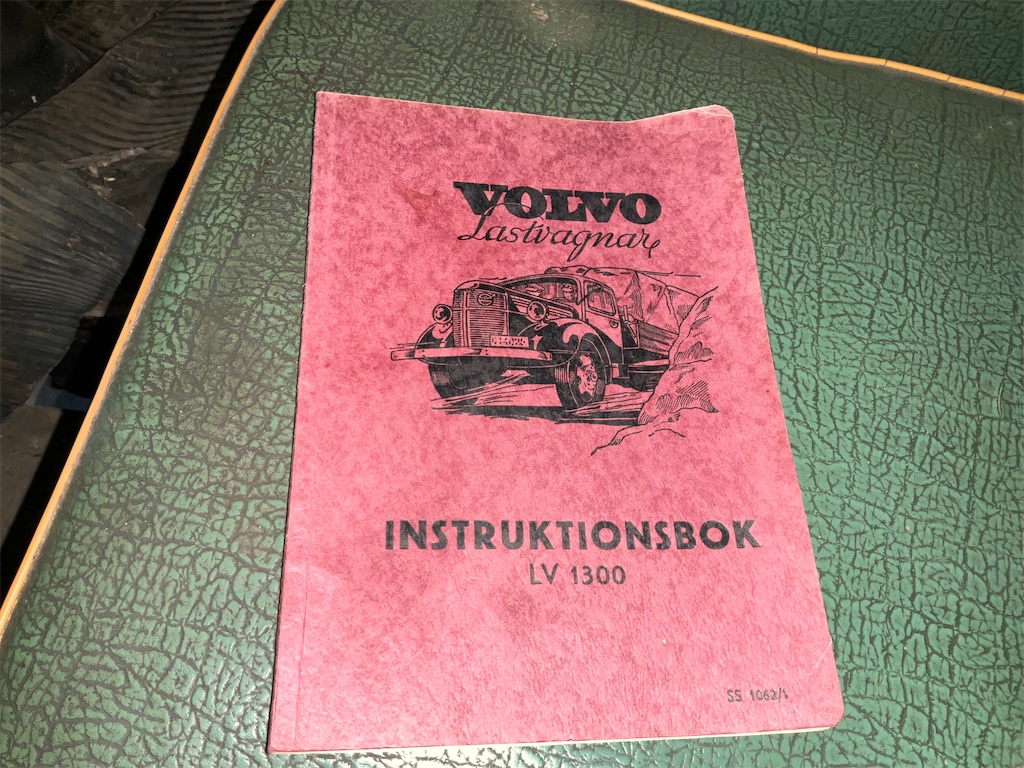 VOLVO
Lastvagnar
INSTRUKTIONSBOK
LV 1300
SS 1062/1